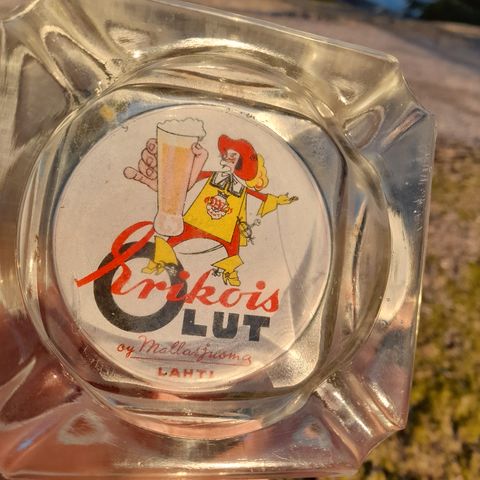 Erikois
OLUT
oy Mallasjuoma
LAHTI